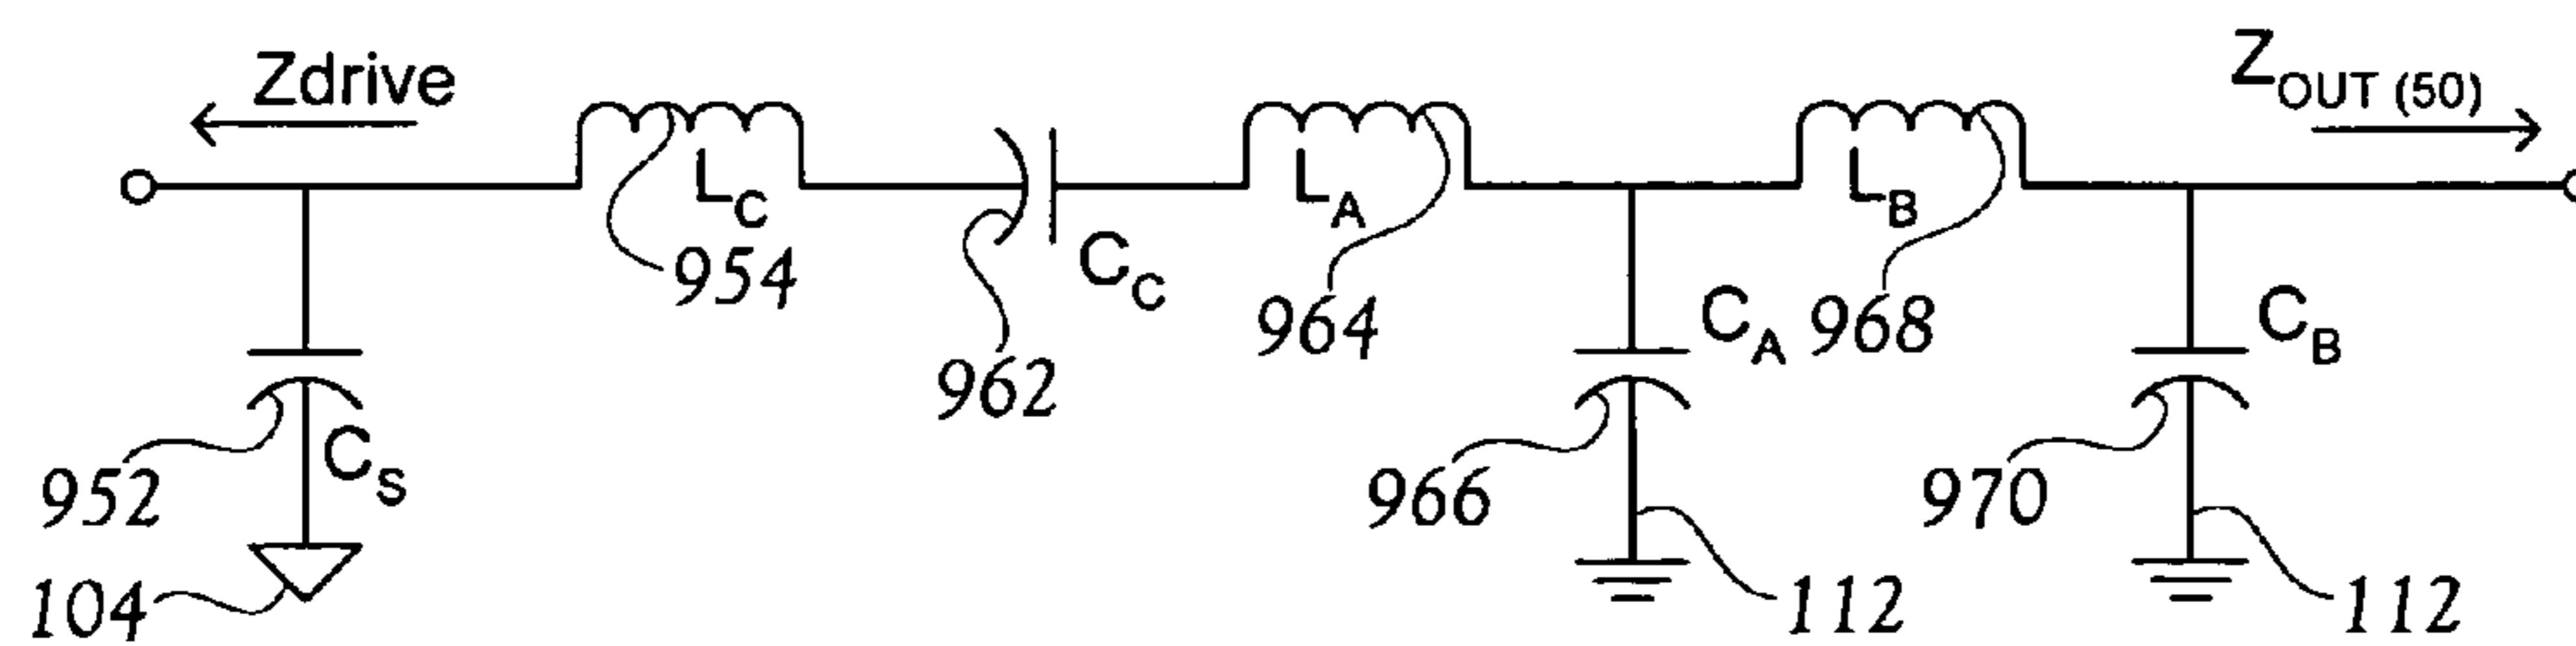 Zdrive
Z_OUT (50)
L_C
954
C_C
962
L_A
964
L_B
968
C_A
966
C_B
970
C_S
952
104
112
112